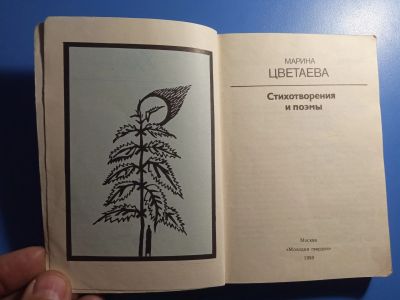 МАРИНА
ЦВЕТАЕВА
Стихотворения
и поэмы
Москва
«Молодая гвардия»